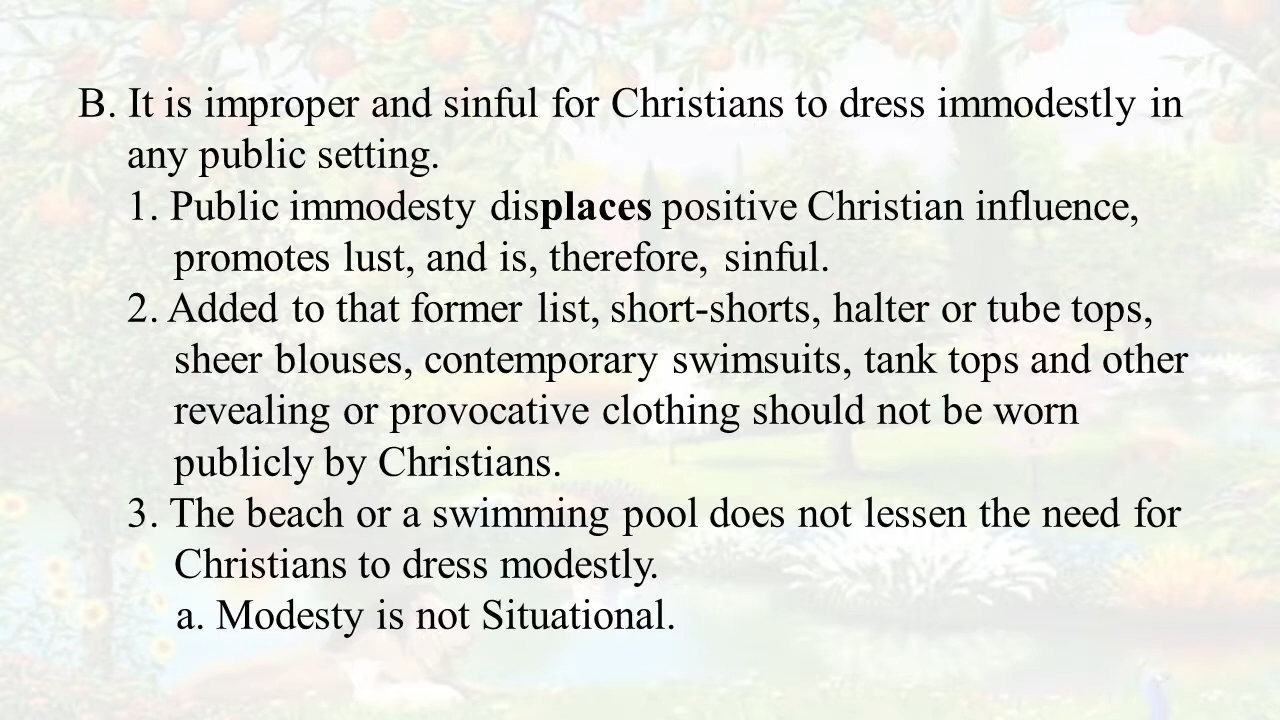 B. It is improper and sinful for Christians to dress immodestly in
any public setting.
1. Public immodesty displaces positive Christian influence,
promotes lust, and is, therefore, sinful.
2. Added to that former list, short-shorts, halter or tube tops,
sheer blouses, contemporary swimsuits, tank tops and other
revealing or provocative clothing should not be worn
publicly by Christians.
3. The beach or a swimming pool does not lessen the need for
Christians to dress modestly.
a. Modesty is not Situational.